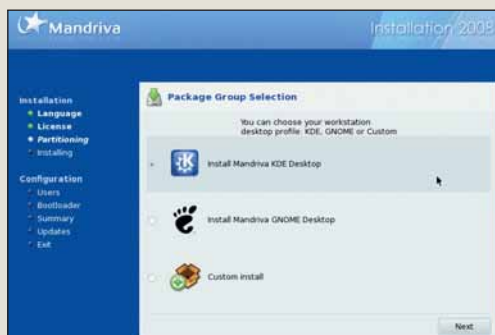 Mandriva
Installation 2008
Installation
Language
License
Partitioning
Installing
Configuration
Users
Bootloader
Summary
Updates
Exit
Package Group Selection
You can choose your workstation
desktop profile: KDE, GNOME or Custom
Install Mandriva KDE Desktop
Install Mandriva GNOME Desktop
Custom install
Next